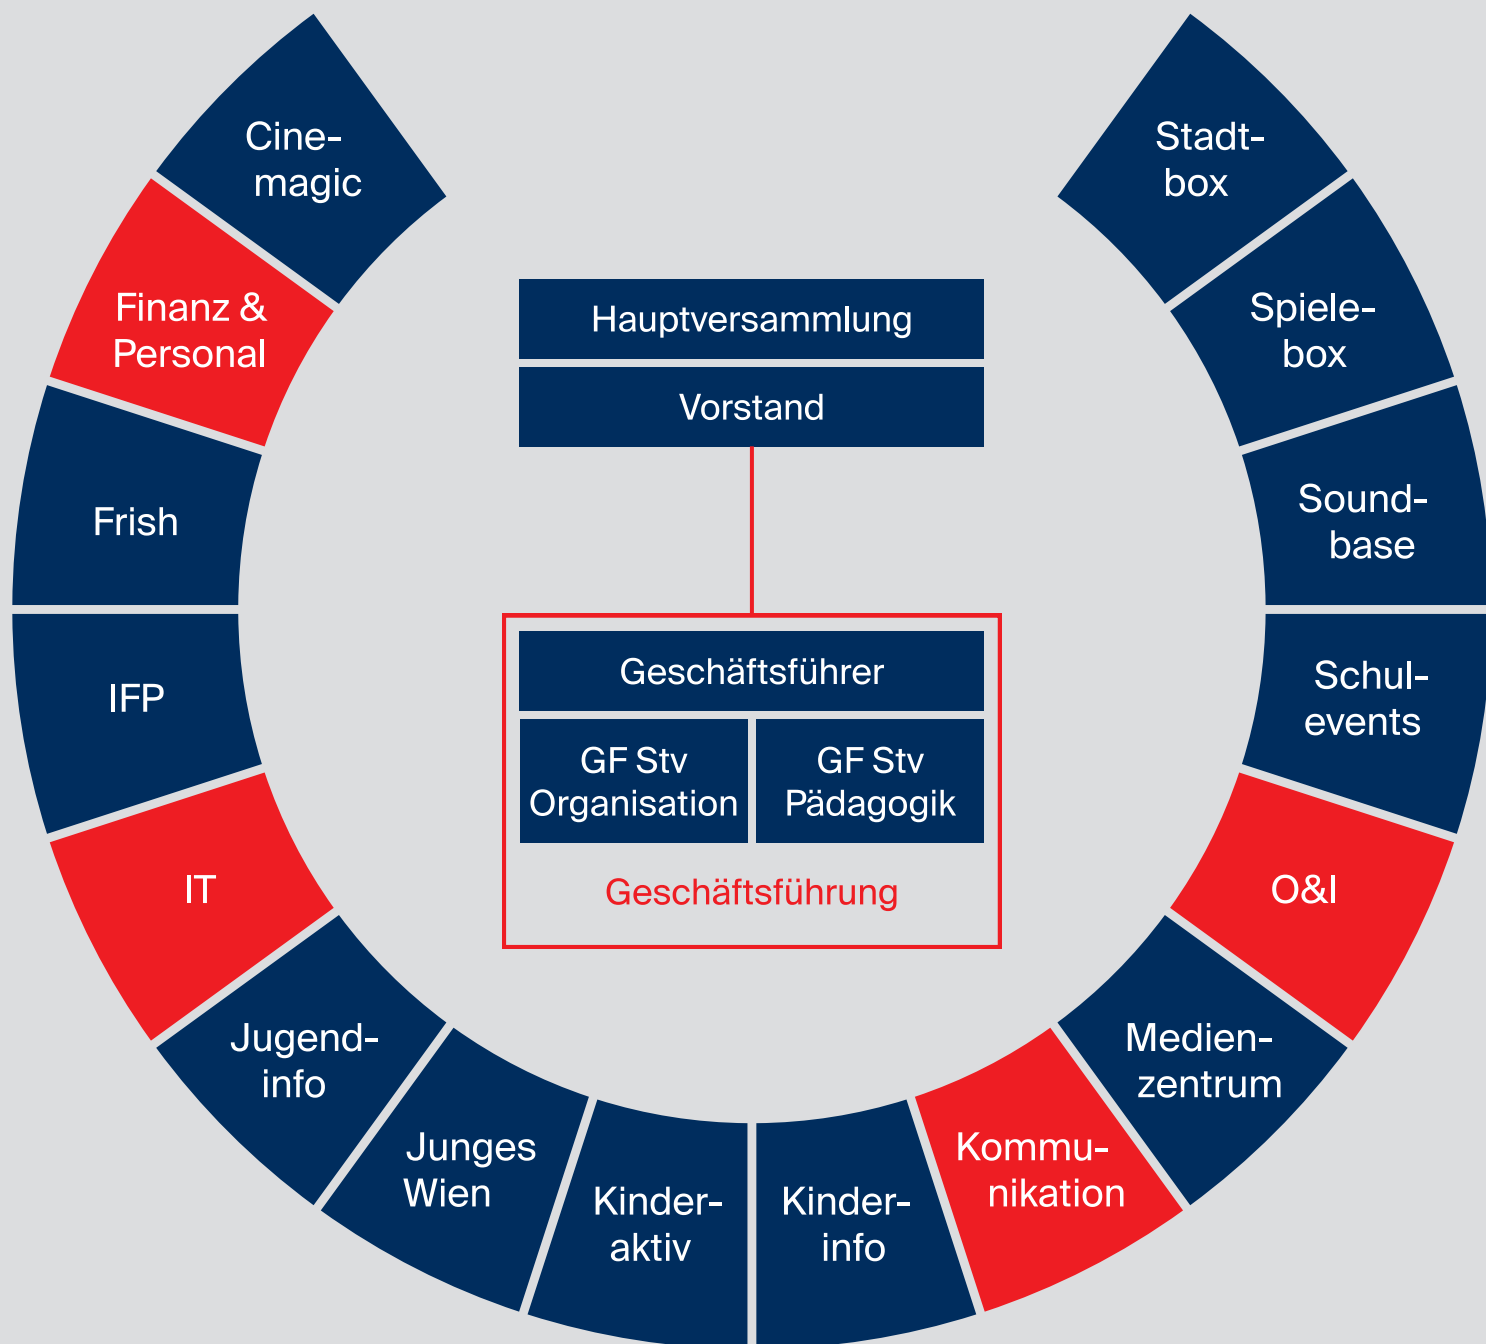 Cine-
magic
Finanz &
Personal
Frish
IFP
IT
Jugend-
info
Junges
Wien
Kinder-
aktiv
Kinder-
info
Kommu-
nikation
Medien-
zentrum
O&I
Schul-
events
Sound-
base
Spiele-
box
Stadt-
box
Hauptversammlung
Vorstand
Geschäftsführer
GF Stv
Organisation
GF Stv
Pädagogik
Geschäftsführung